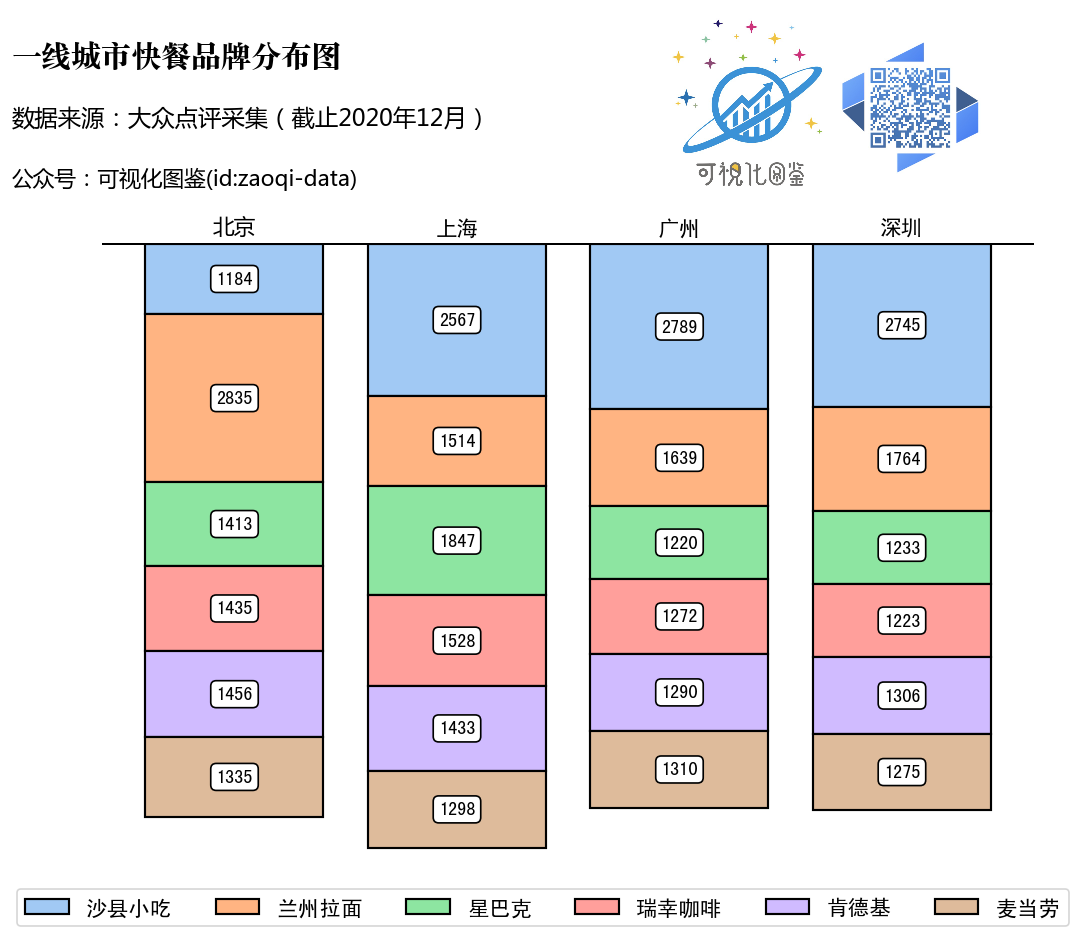 一线城市快餐品牌分布图
数据来源：大众点评采集（截止2020年12月）
公众号：可视化图鉴(id:zaoqi-data)
可视化图鉴
北京 上海 广州 深圳
1184 2567 2789 2745
2835 1514 1639 1764
1413 1847 1220 1233
1435 1528 1272 1223
1456 1433 1290 1306
1335 1298 1310 1275
沙县小吃 兰州拉面 星巴克 瑞幸咖啡 肯德基 麦当劳